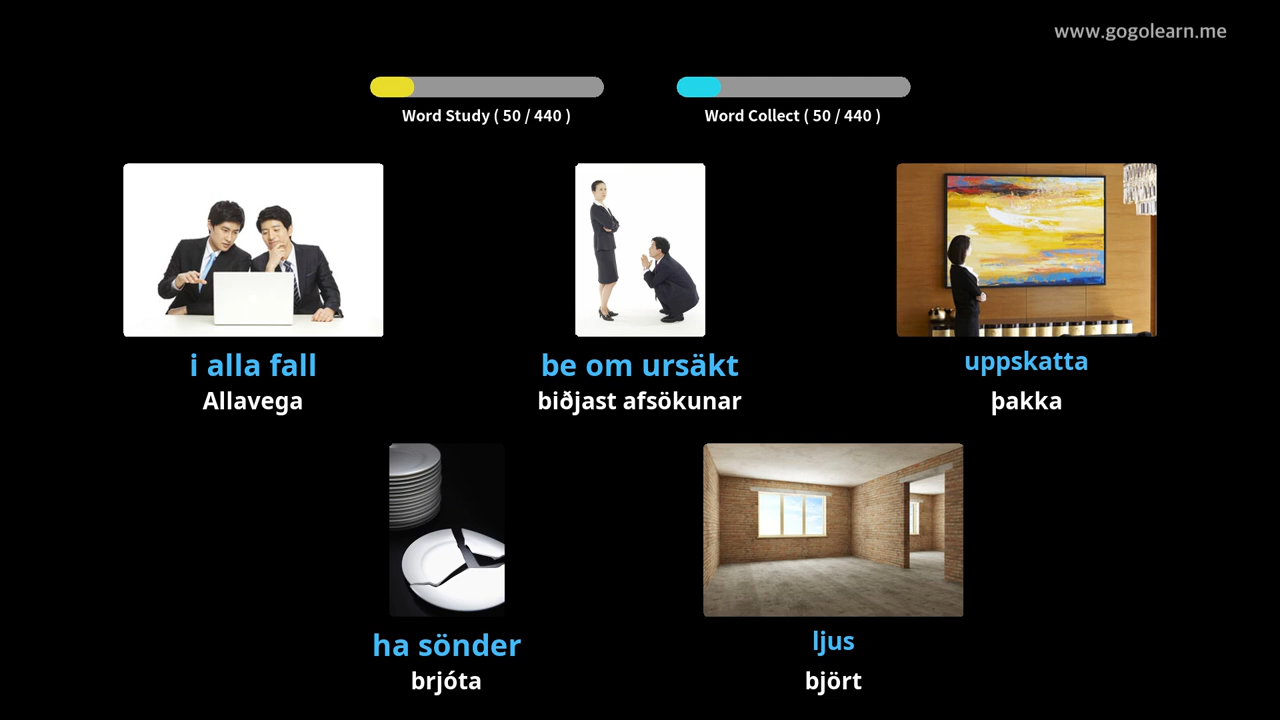 www.gogolearn.me
Word Study ( 50 / 440 )
Word Collect ( 50 / 440 )
i alla fall
Allavega
be om ursäkt
biðjast afsökunar
uppskatta
þakka
ha sönder
brjóta
ljus
björt